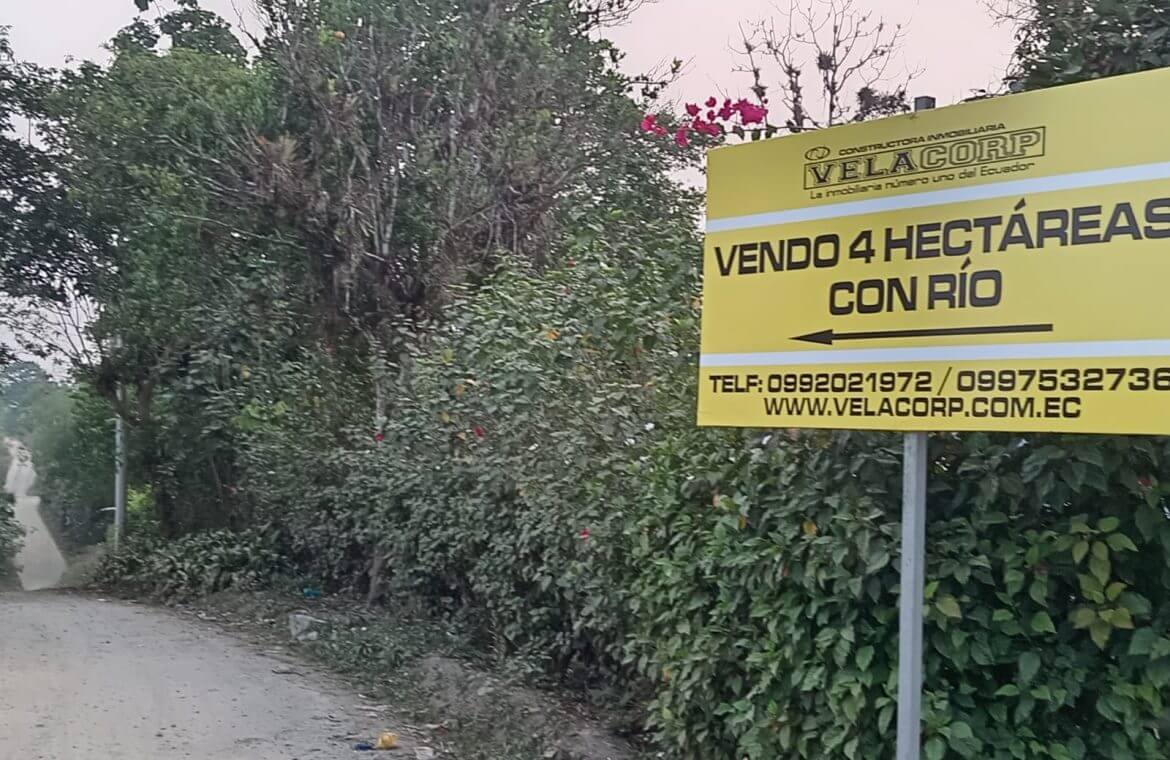 CONSTRUCTORA INMOBILIARIA
VELACORP
La inmobiliaria número uno del Ecuador
VENDO 4 HECTÁREAS
CON RÍO
TELF: 0992021972 / 0997532736
WWW.VELACORP.COM.EC